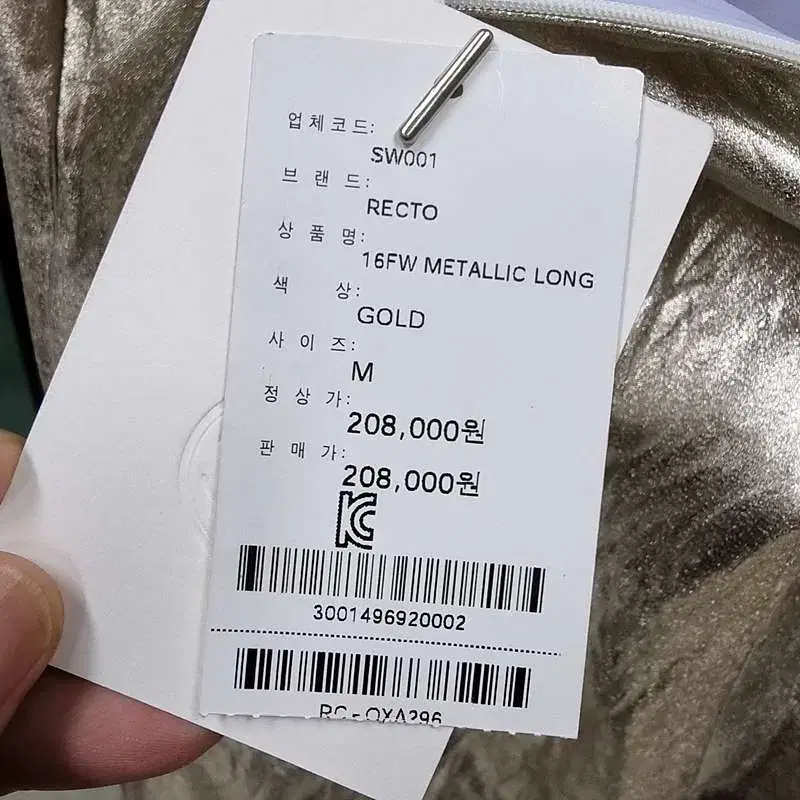 업체코드:
SW001
브랜드:
RECTO
상품명:
16FW METALLIC LONG
색상:
GOLD
사이즈:
M
정상가:
208,000원
판매가:
208,000원
KC
3001496920002
RC-QXA296